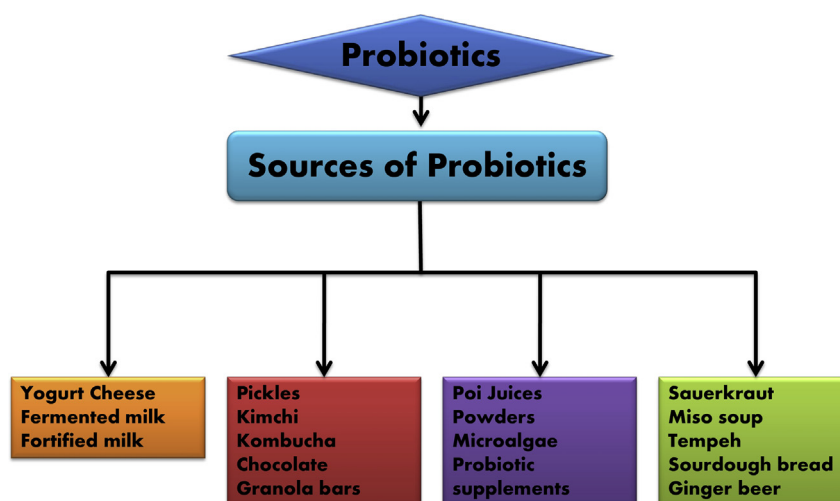 Probiotics
Sources of Probiotics
Yogurt Cheese
Fermented milk
Fortified milk
Pickles
Kimchi
Kombucha
Chocolate
Granola bars
Poi Juices
Powders
Microalgae
Probiotic
supplements
Sauerkraut
Miso soup
Tempeh
Sourdough bread
Ginger beer